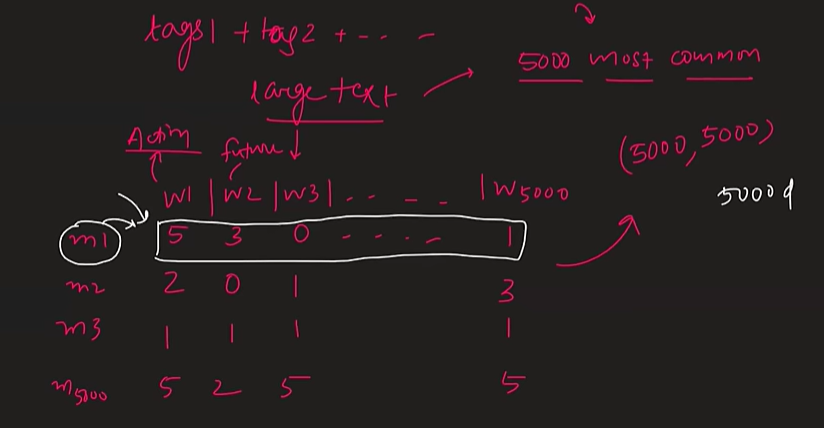 tags1 + tag2 + -- -
5000 most common
large text
Action future
(5000, 5000)
W1 | W2 | W3 | - - - - | W5000
5000 d
m1 5 3 0 - - - - 1
m2 2 0 1 3
m3 1 1 1 1
m5000 5 2 5 5